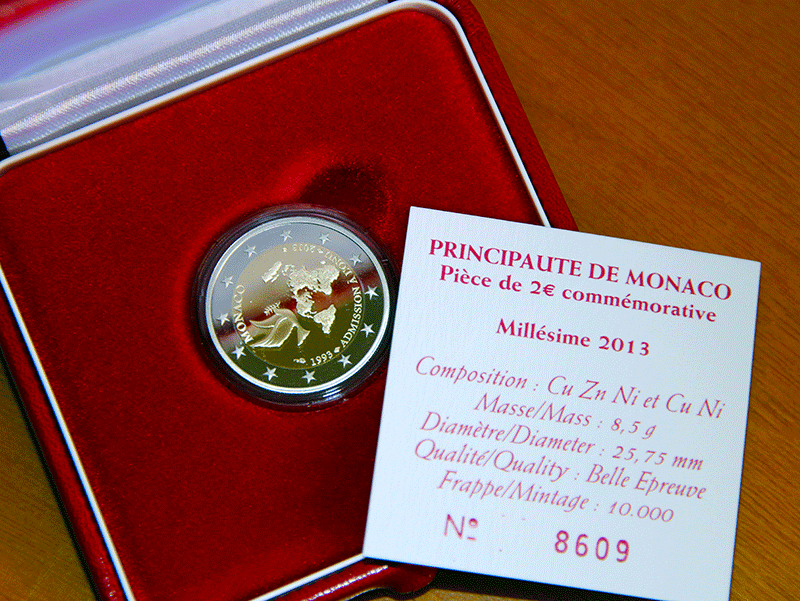 MONACO
1993 ★ ADMISSION À L'ONU ★ 2013
PRINCIPAUTE DE MONACO
Pièce de 2€ commémorative
Millésime 2013
Composition : Cu Zn Ni et Cu Ni
Masse/Mass : 8,5 g
Diamètre/Diameter : 25,75 mm
Qualité/Quality : Belle Epreuve
Frappe/Mintage : 10.000
Nº 8609